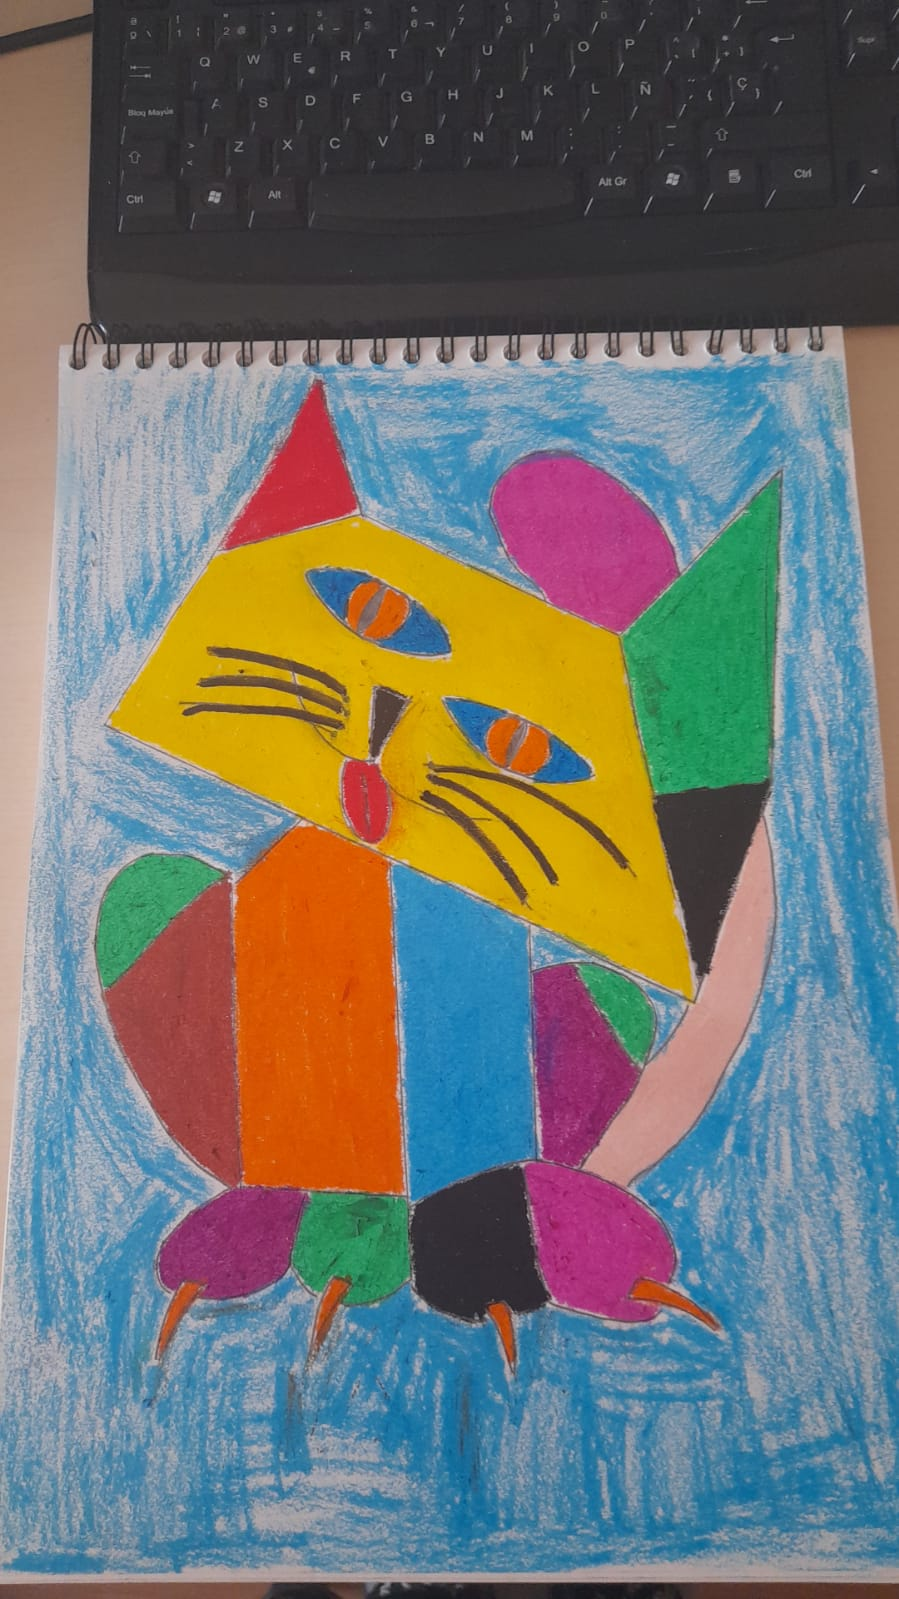 Q W E R T Y U I O P
Supr
Bloq Mayús A S D F G H J K L Ñ Ç
Z X C V B N M
Ctrl Alt Alt Gr Ctrl